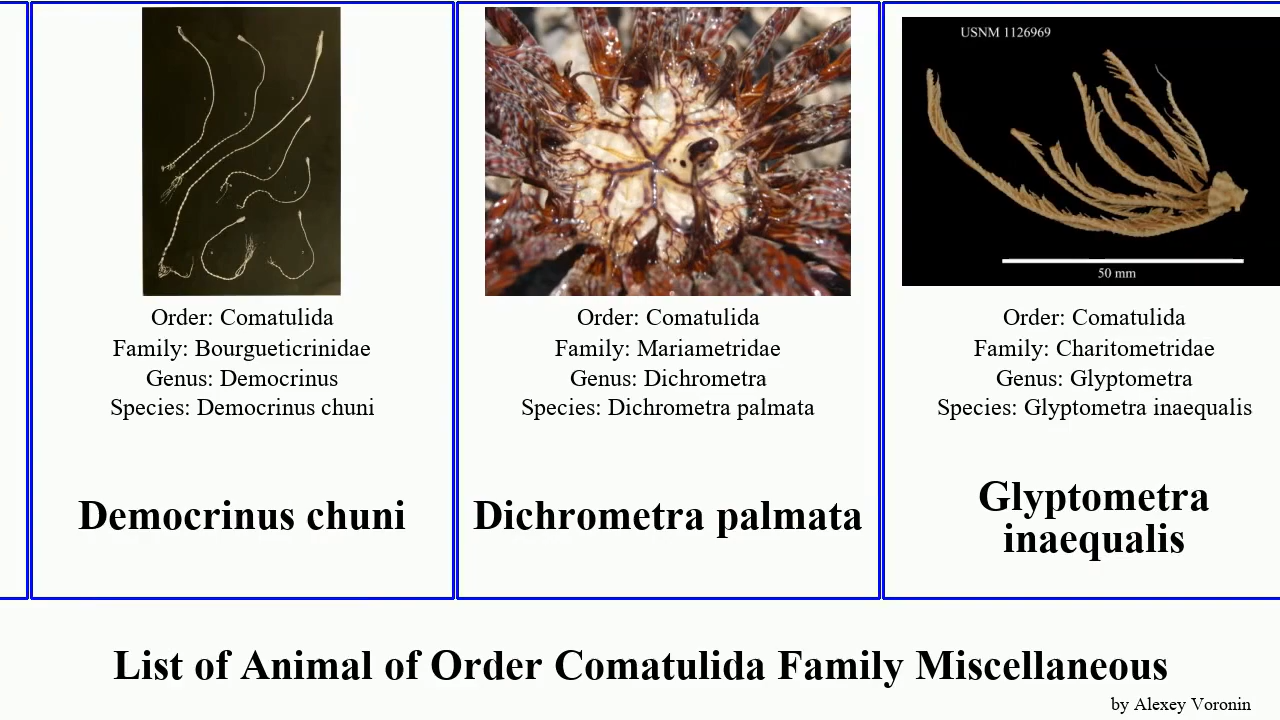 USNM 1126969
50 mm
Order: Comatulida
Family: Bourgueticrinidae
Genus: Democrinus
Species: Democrinus chuni
Democrinus chuni
Order: Comatulida
Family: Mariametridae
Genus: Dichrometra
Species: Dichrometra palmata
Dichrometra palmata
Order: Comatulida
Family: Charitometridae
Genus: Glyptometra
Species: Glyptometra inaequalis
Glyptometra
inaequalis
List of Animal of Order Comatulida Family Miscellaneous
by Alexey Voronin